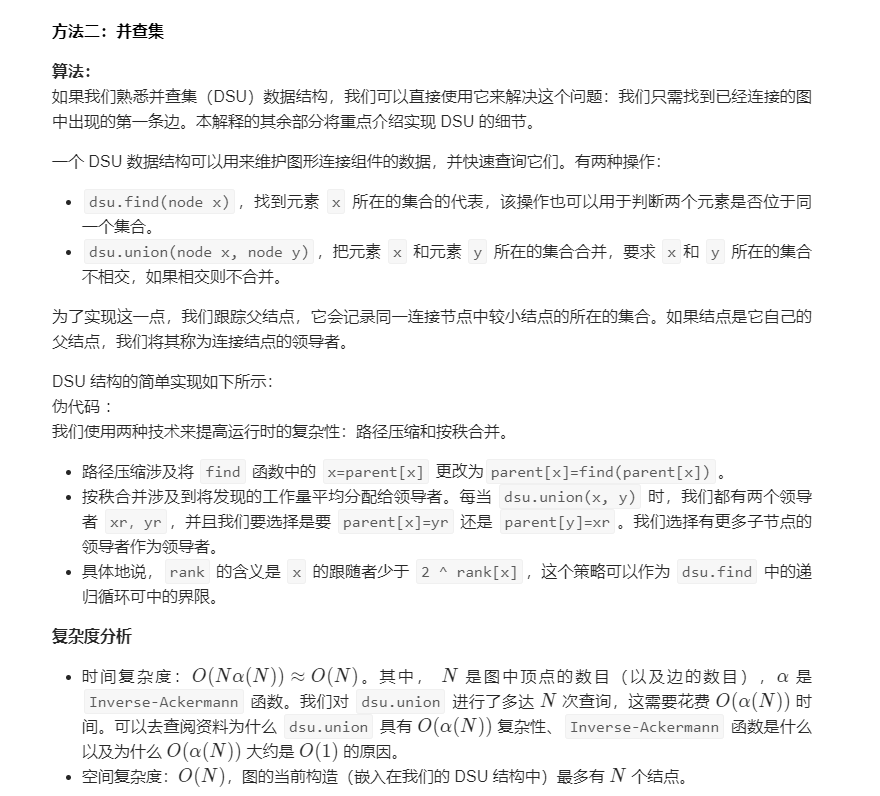 方法二：并查集
算法：
如果我们熟悉并查集（DSU）数据结构，我们可以直接使用它来解决这个问题：我们只需找到已经连接的图
中出现的第一条边。本解释的其余部分将重点介绍实现 DSU 的细节。
一个 DSU 数据结构可以用来维护图形连接组件的数据，并快速查询它们。有两种操作：
• dsu.find(node x)，找到元素 x 所在的集合的代表，该操作也可以用于判断两个元素是否位于同
一个集合。
• dsu.union(node x, node y)，把元素 x 和元素 y 所在的集合合并，要求 x 和 y 所在的集合
不相交，如果相交则不合并。
为了实现这一点，我们跟踪父结点，它会记录同一连接节点中较小结点的所在的集合。如果结点是它自己的
父结点，我们将其称为连接结点的领导者。
DSU 结构的简单实现如下所示：
伪代码：
我们使用两种技术来提高运行时的复杂性：路径压缩和按秩合并。
• 路径压缩涉及将 find 函数中的 x=parent[x] 更改为 parent[x]=find(parent[x])。
• 按秩合并涉及到将发现的工作量平均分配给领导者。每当 dsu.union(x, y) 时，我们都有两个领导
者 xr, yr，并且我们要选择是要 parent[x]=yr 还是 parent[y]=xr。我们选择有更多子节点的
领导者作为领导者。
• 具体地说， rank 的含义是 x 的跟随者少于 2 ^ rank[x]，这个策略可以作为 dsu.find 中的递
归循环可中的界限。
复杂度分析
• 时间复杂度：O(Nα(N)) ≈ O(N)。其中， N 是图中顶点的数目（以及边的数目）, α 是
Inverse-Ackermann 函数。我们对 dsu.union 进行了多达 N 次查询，这需要花费 O(α(N)) 时
间。可以去查阅资料为什么 dsu.union 具有 O(α(N)) 复杂性、 Inverse-Ackermann 函数是什么
以及为什么 O(α(N)) 大约是 O(1) 的原因。
• 空间复杂度：O(N)，图的当前构造（嵌入在我们的 DSU 结构中）最多有 N 个结点。